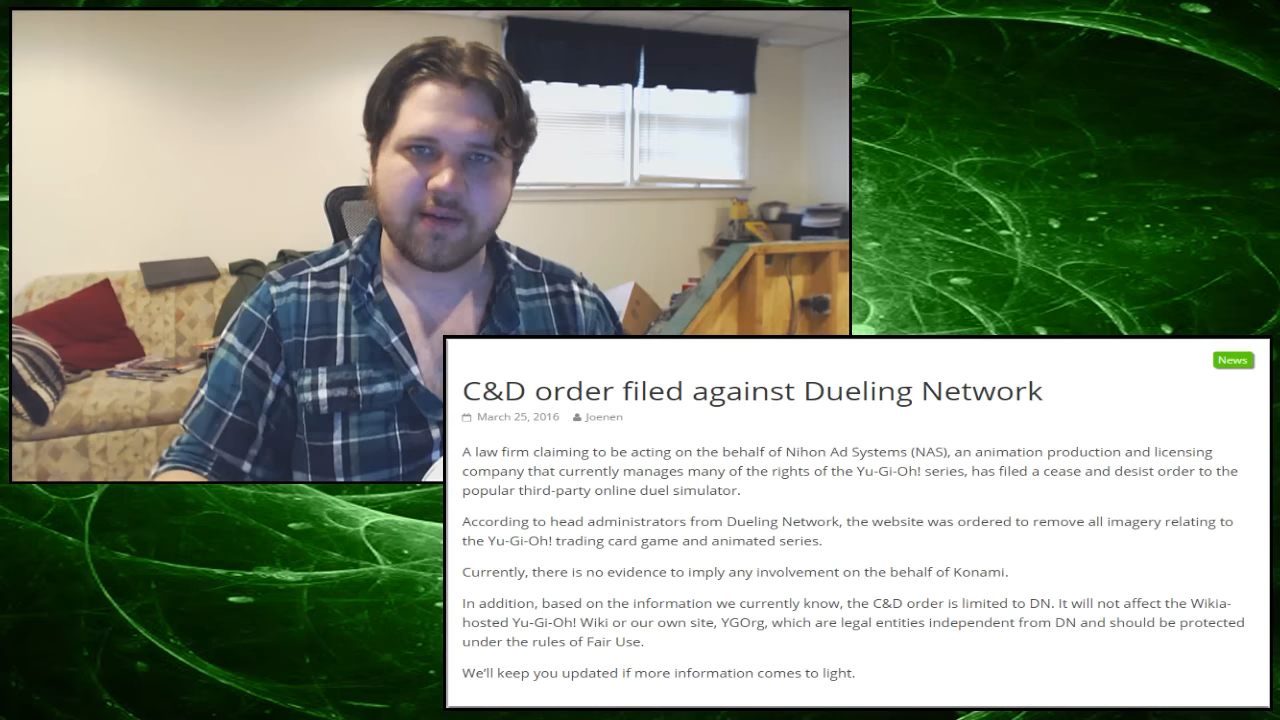 News
C&D order filed against Dueling Network
March 25, 2016 Joenen
A law firm claiming to be acting on the behalf of Nihon Ad Systems (NAS), an animation production and licensing
company that currently manages many of the rights of the Yu-Gi-Oh! series, has filed a cease and desist order to the
popular third-party online duel simulator.
According to head administrators from Dueling Network, the website was ordered to remove all imagery relating to
the Yu-Gi-Oh! trading card game and animated series.
Currently, there is no evidence to imply any involvement on the behalf of Konami.
In addition, based on the information we currently know, the C&D order is limited to DN. It will not affect the Wikia-
hosted Yu-Gi-Oh! Wiki or our own site, YGOrg, which are legal entities independent from DN and should be protected
under the rules of Fair Use.
We'll keep you updated if more information comes to light.